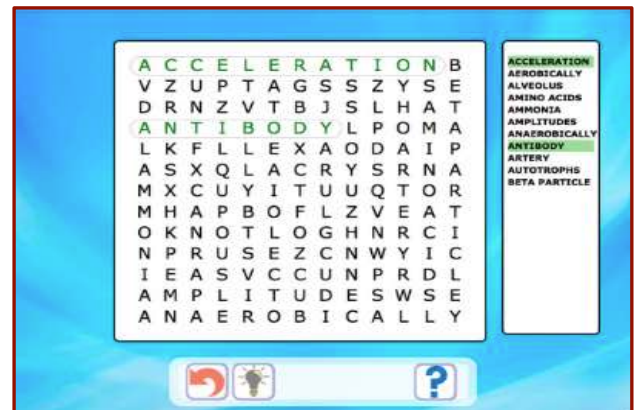 A C C E L E R A T I O N B
V Z U P T A G S S Z Y S E
D R N Z V T B J S L H A T
A N T I B O D Y L P O M A
L K F L L E X A O D A I P
A S X Q L A C R Y S R N A
M X C U Y I T U U Q T O R
M H A P B O F L Z V E A T
O K N O T L O G H N R C I
N P R U S E Z C N W Y I C
I E A S V C C U N P R D L
A M P L I T U D E S W S E
A N A E R O B I C A L L Y
ACCELERATION
AEROBICALLY
ALVEOLUS
AMINO ACIDS
AMMONIA
AMPLITUDES
ANAEROBICALLY
ANTIBODY
ARTERY
AUTOTROPHS
BETA PARTICLE
?